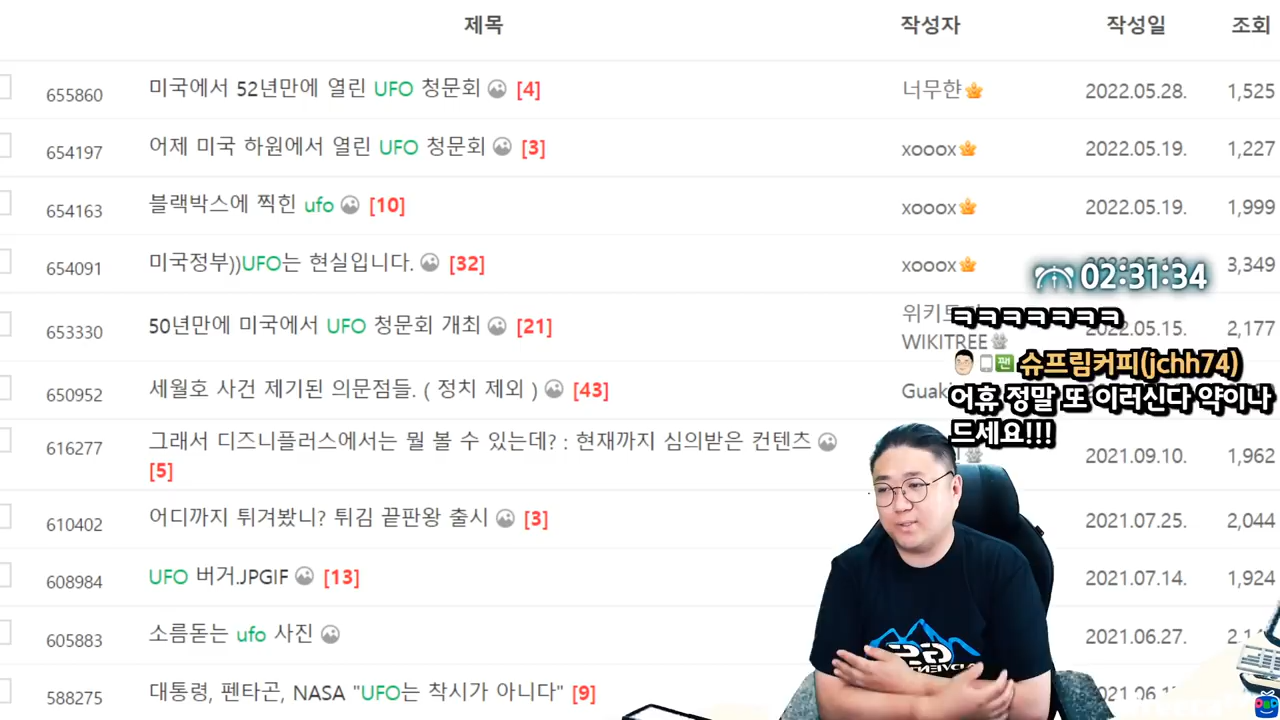 제목 작성자 작성일 조회
655860 미국에서 52년만에 열린 UFO 청문회 [4] 너무한 2022.05.28. 1,525
654197 어제 미국 하원에서 열린 UFO 청문회 [3] xooox 2022.05.19. 1,227
654163 블랙박스에 찍힌 ufo [10] xooox 2022.05.19. 1,999
654091 미국정부))UFO는 현실입니다. [32] xooox 3,349
02:31:34
653330 50년만에 미국에서 UFO 청문회 개최 [21] 위키트리 2022.05.15. 2,177
WIKITREE
ㅋㅋㅋㅋㅋㅋㅋ
팬 슈프림커피(jchh74)
어휴 정말 또 이러신다 약이나
드세요!!!
650952 세월호 사건 제기된 의문점들. ( 정치 제외 ) [43]
616277 그래서 디즈니플러스에서는 뭘 볼 수 있는데? : 현재까지 심의받은 컨텐츠 2021.09.10. 1,962
[5]
610402 어디까지 튀겨봤니? 튀김 끝판왕 출시 [3] 2021.07.25. 2,044
608984 UFO 버거.JPGIF [13] 2021.07.14. 1,924
605883 소름돋는 ufo 사진 2021.06.27.
588275 대통령, 펜타곤, NASA "UFO는 착시가 아니다" [9]